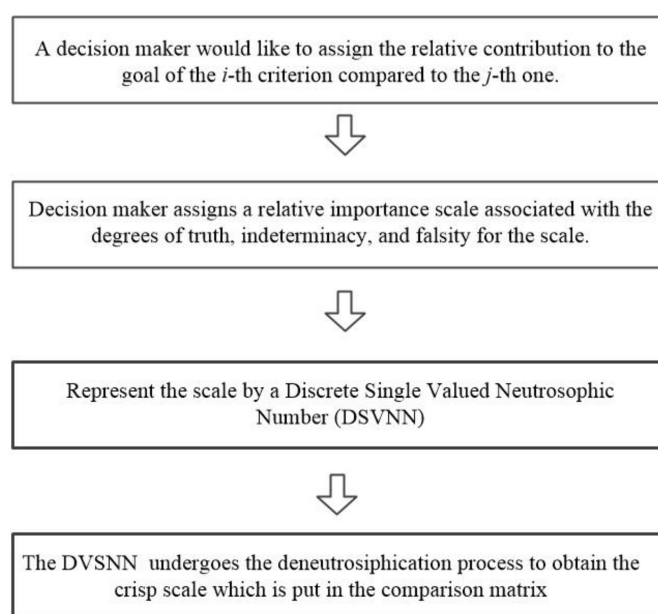 A decision maker would like to assign the relative contribution to the
goal of the i-th criterion compared to the j-th one.
Decision maker assigns a relative importance scale associated with the
degrees of truth, indeterminacy, and falsity for the scale.
Represent the scale by a Discrete Single Valued Neutrosophic
Number (DSVNN)
The DVSNN undergoes the deneutrosiphication process to obtain the
crisp scale which is put in the comparison matrix